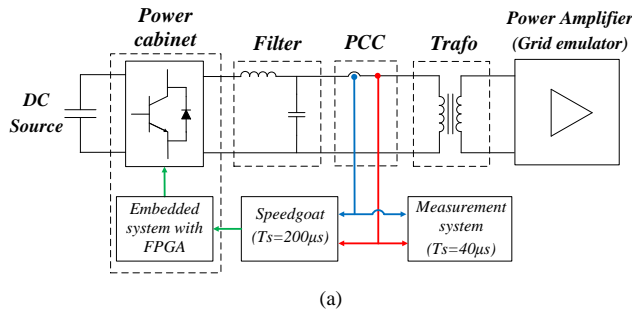 Power
cabinet
Filter
PCC
Trafo
Power Amplifier
(Grid emulator)
DC
Source
Embedded
system with
FPGA
Speedgoat
(Ts=200μs)
Measurement
system
(Ts=40μs)
(a)